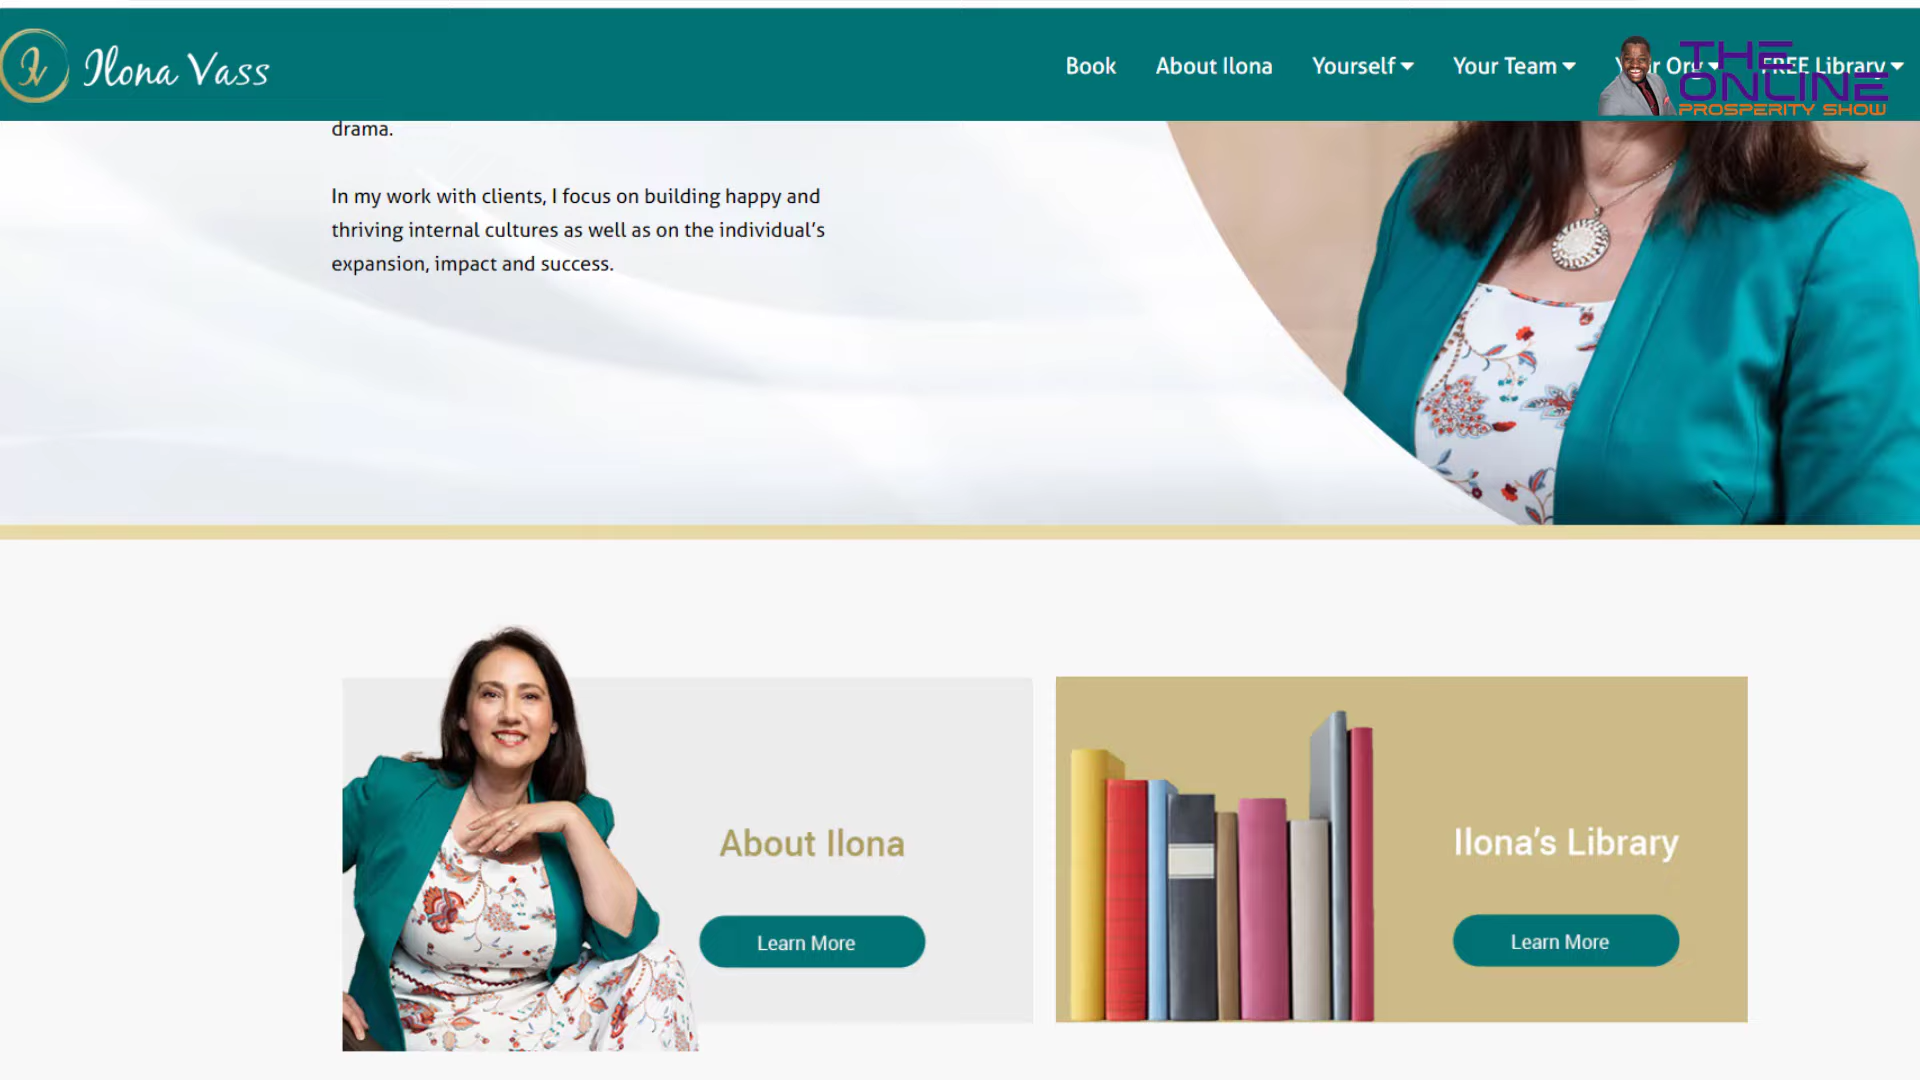 Ilona Vass
Book
About Ilona
Yourself
Your Team
Your Org
FREE Library
THE
ONLINE
PROSPERITY SHOW
drama.
In my work with clients, I focus on building happy and
thriving internal cultures as well as on the individual’s
expansion, impact and success.
About Ilona
Learn More
Ilona’s Library
Learn More